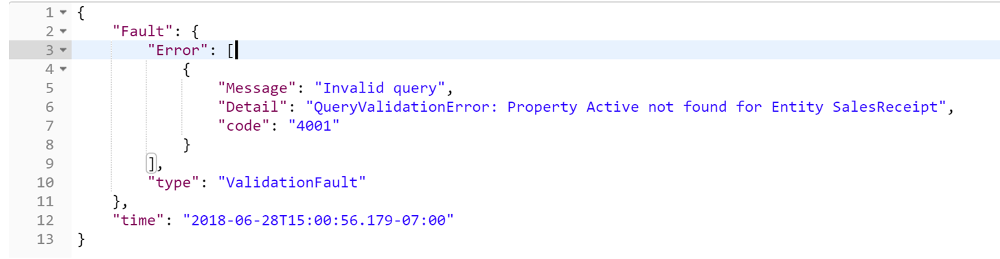 1 {
2 "Fault": {
3 "Error": [
4 {
5 "Message": "Invalid query",
6 "Detail": "QueryValidationError: Property Active not found for Entity SalesReceipt",
7 "code": "4001"
8 }
9 ],
10 "type": "ValidationFault"
11 },
12 "time": "2018-06-28T15:00:56.179-07:00"
13 }